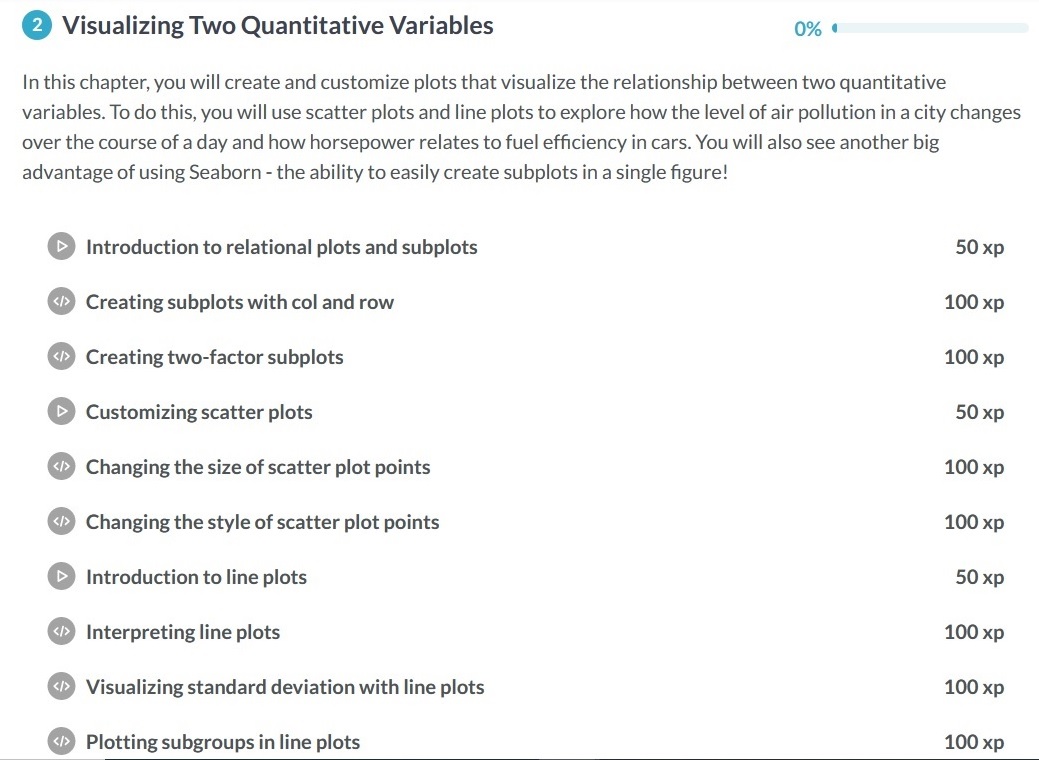 2 Visualizing Two Quantitative Variables 0%
In this chapter, you will create and customize plots that visualize the relationship between two quantitative
variables. To do this, you will use scatter plots and line plots to explore how the level of air pollution in a city changes
over the course of a day and how horsepower relates to fuel efficiency in cars. You will also see another big
advantage of using Seaborn - the ability to easily create subplots in a single figure!
Introduction to relational plots and subplots 50 xp
</> Creating subplots with col and row 100 xp
</> Creating two-factor subplots 100 xp
Customizing scatter plots 50 xp
</> Changing the size of scatter plot points 100 xp
</> Changing the style of scatter plot points 100 xp
Introduction to line plots 50 xp
</> Interpreting line plots 100 xp
</> Visualizing standard deviation with line plots 100 xp
</> Plotting subgroups in line plots 100 xp